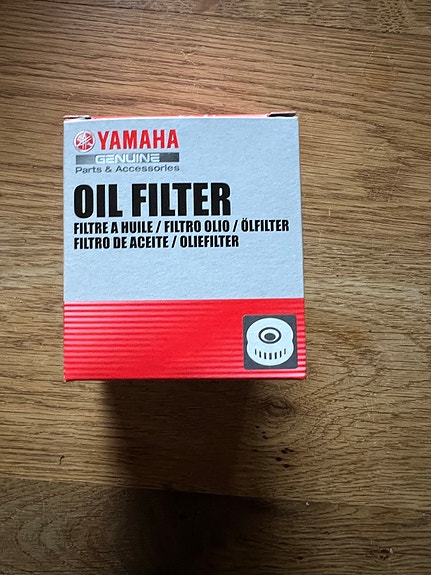 YAMAHA
GENUINE
Parts & Accessories
OIL FILTER
FILTRE A HUILE / FILTRO OLIO / ÖLFILTER
FILTRO DE ACEITE / OLIEFILTER